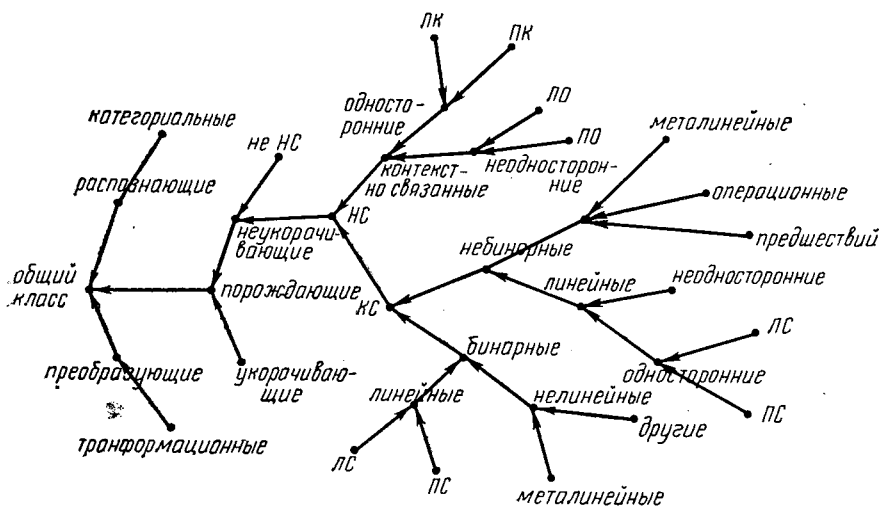 ЛК
ПК
односто-
ронние
ЛО
ПО
металинейные
категориальные
не НС
контекст-
но связанные
неодносторон-
ние
распознающие
операционные
НС
неукорачи-
вающие
предшествий
небинарные
общий
класс
порождающие
линейные
неодносторонние
КС
ЛС
преобразующие
укорачиваю-
щие
бинарные
односторонние
линейные
нелинейные
другие
ПС
транформационные
ЛС
ПС
металинейные